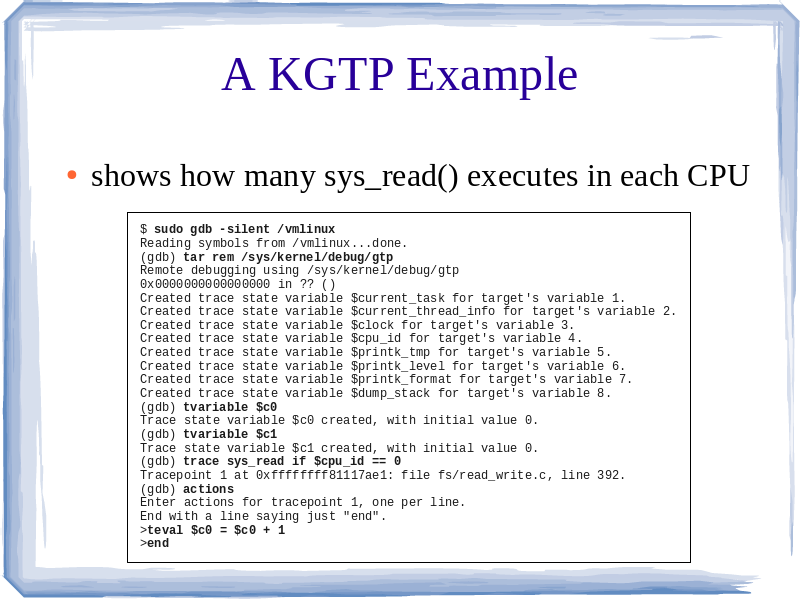 A KGTP Example
• shows how many sys_read() executes in each CPU
$ sudo gdb -silent /vmlinux
Reading symbols from /vmlinux...done.
(gdb) tar rem /sys/kernel/debug/gtp
Remote debugging using /sys/kernel/debug/gtp
0x0000000000000000 in ?? ()
Created trace state variable $current_task for target's variable 1.
Created trace state variable $current_thread_info for target's variable 2.
Created trace state variable $clock for target's variable 3.
Created trace state variable $cpu_id for target's variable 4.
Created trace state variable $printk_tmp for target's variable 5.
Created trace state variable $printk_level for target's variable 6.
Created trace state variable $printk_format for target's variable 7.
Created trace state variable $dump_stack for target's variable 8.
(gdb) tvariable $c0
Trace state variable $c0 created, with initial value 0.
(gdb) tvariable $c1
Trace state variable $c1 created, with initial value 0.
(gdb) trace sys_read if $cpu_id == 0
Tracepoint 1 at 0xffffffff81117ae1: file fs/read_write.c, line 392.
(gdb) actions
Enter actions for tracepoint 1, one per line.
End with a line saying just "end".
>teval $c0 = $c0 + 1
>end